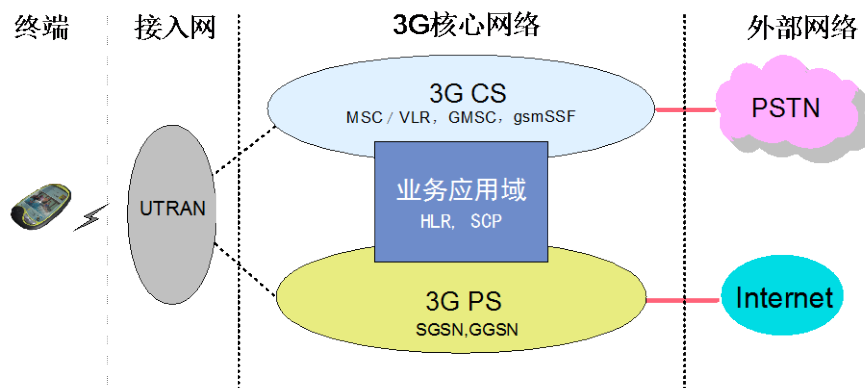 终端
接入网
3G核心网络
外部网络
3G CS
MSC / VLR，GMSC，gsmSSF
PSTN
业务应用域
HLR, SCP
UTRAN
3G PS
SGSN,GGSN
Internet